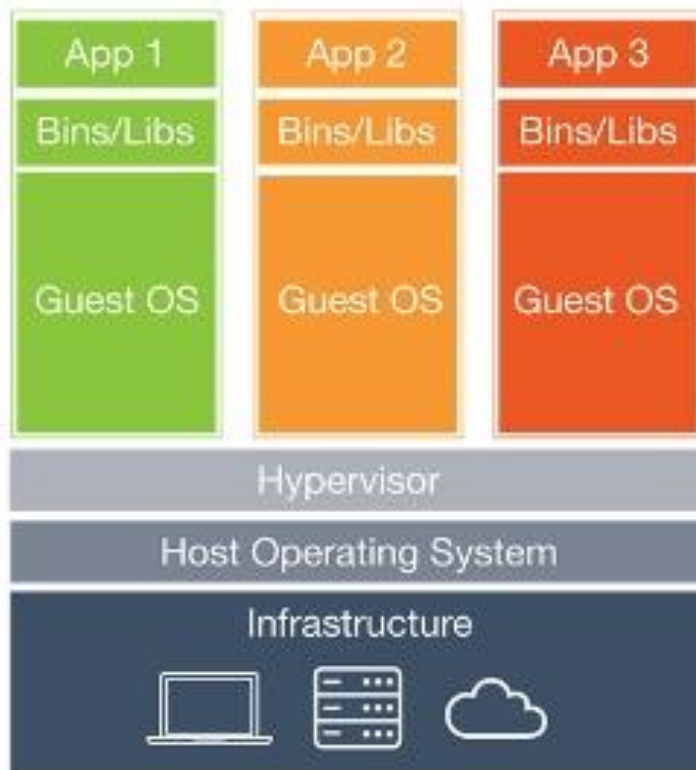 App 1
App 2
App 3
Bins/Libs
Bins/Libs
Bins/Libs
Guest OS
Guest OS
Guest OS
Hypervisor
Host Operating System
Infrastructure